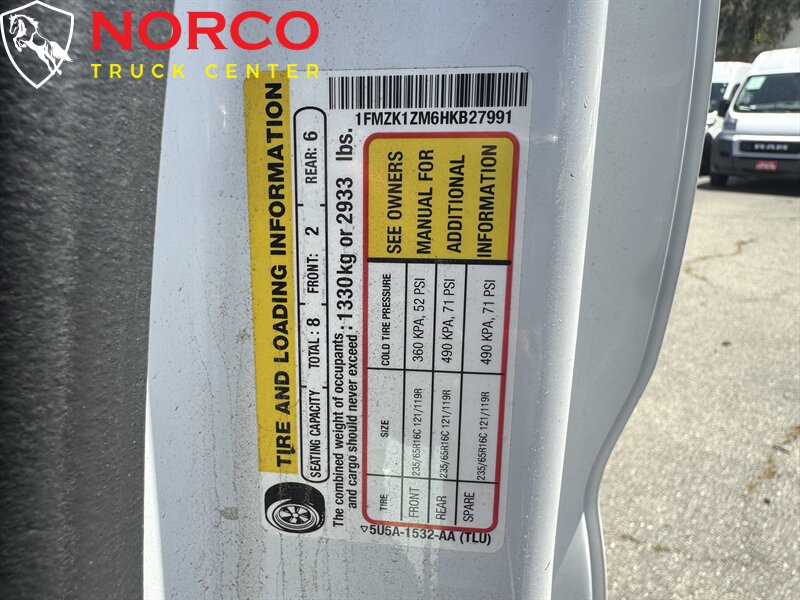 NORCO
TRUCK CENTER
TIRE AND LOADING INFORMATION
SEATING CAPACITY TOTAL : 8 FRONT: 2 REAR: 6
The combined weight of occupants
and cargo should never exceed : 1330kg or 2933 lbs.
TIRE SIZE COLD TIRE PRESSURE SEE OWNERS
FRONT 235/65R16C 121/119R 360 KPA, 52 PSI MANUAL FOR
REAR 235/65R16C 121/119R 490 KPA, 71 PSI ADDITIONAL
SPARE 235/65R16C 121/119R 490 KPA, 71 PSI INFORMATION
5U5A-1532-AA (TLU)
1FMZK1ZM6HKB27991
RAM